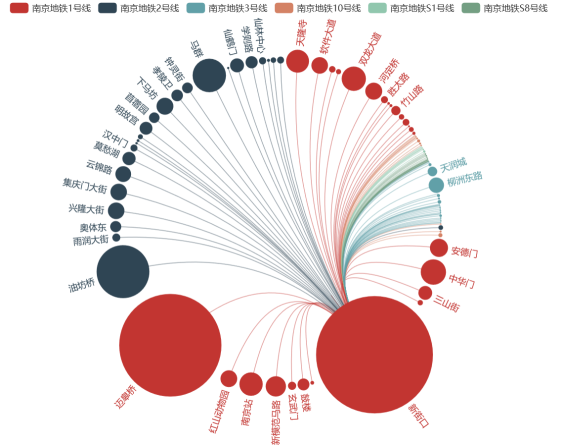 南京地铁1号线
南京地铁2号线
南京地铁3号线
南京地铁10号线
南京地铁S1号线
南京地铁S8号线
天隆寺
软件大道
双龙大道
河定桥
胜太路
竹山路
天润城
柳洲东路
安德门
中华门
三山街
新街口
鼓楼
玄武门
新模范马路
南京站
红山动物园
迈皋桥
油坊桥
雨润大街
奥体东
兴隆大街
集庆门大街
云锦路
莫愁湖
汉中门
明故宫
苜蓿园
下马坊
孝陵卫
钟灵街
马群
仙鹤门
学则路
仙林中心